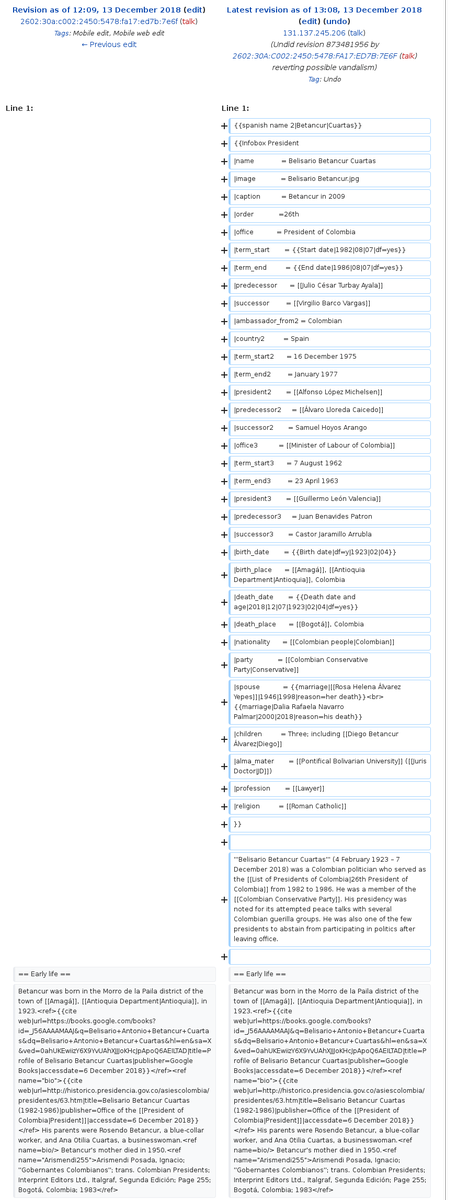 Revision as of 12:09, 13 December 2018 (edit)
2602:30a:c002:2450:5478:fa17:ed7b:7e6f (talk)
Tags: Mobile edit, Mobile web edit
← Previous edit
Latest revision as of 13:08, 13 December 2018
(edit) (undo)
131.137.245.206 (talk)
(Undid revision 873481956 by
2602:30A:C002:2450:5478:FA17:ED7B:7E6F (talk)
reverting possible vandalism)
Tag: Undo
Line 1:
Line 1:
+ {{spanish name 2|Betancur|Cuartas}}
+ {{Infobox President
+ |name = Belisario Betancur Cuartas
+ |image = Belisario Betancur.jpg
+ |caption = Betancur in 2009
+ |order =26th
+ |office = President of Colombia
+ |term_start = {{Start date|1982|08|07|df=yes}}
+ |term_end = {{End date|1986|08|07|df=yes}}
+ |predecessor = [[Julio César Turbay Ayala]]
+ |successor = [[Virgilio Barco Vargas]]
+ |ambassador_from2 = Colombian
+ |country2 = Spain
+ |term_start2 = 16 December 1975
+ |term_end2 = January 1977
+ |president2 = [[Alfonso López Michelsen]]
+ |predecessor2 = [[Álvaro Lloreda Caicedo]]
+ |successor2 = Samuel Hoyos Arango
+ |office3 = [[Minister of Labour of Colombia]]
+ |term_start3 = 7 August 1962
+ |term_end3 = 23 April 1963
+ |president3 = [[Guillermo León Valencia]]
+ |predecessor3 = Juan Benavides Patron
+ |successor3 = Castor Jaramillo Arrubla
+ |birth_date = {{Birth date|df=y|1923|02|04}}
+ |birth_place = [[Amagá]], [[Antioquia
Department|Antioquia]], Colombia
+ |death_date = {{Death date and
age|2018|12|07|1923|02|04|df=yes}}
+ |death_place = [[Bogotá]], Colombia
+ |nationality = [[Colombian people|Colombian]]
+ |party = [[Colombian Conservative
Party|Conservative]]
+ |spouse = {{marriage|[[Rosa Helena Álvarez
Yepes]]|1946|1998|reason=her death}}<br>
{{marriage|Dalia Rafaela Navarro
Palmar|2000|2018|reason=his death}}
+ |children = Three; including [[Diego Betancur
Álvarez|Diego]]
+ |alma_mater = [[Pontifical Bolivarian University]] ([[Juris
Doctor|JD]])
+ |profession = [[Lawyer]]
+ |religion = [[Roman Catholic]]
+ }}
+
+ '''Belisario Betancur Cuartas''' (4 February 1923 – 7
December 2018) was a Colombian politician who served as
the [[List of Presidents of Colombia|26th President of
Colombia]] from 1982 to 1986. He was a member of the
[[Colombian Conservative Party]]. His presidency was
noted for its attempted peace talks with several
Colombian guerilla groups. He was also one of the few
presidents to abstain from participating in politics after
leaving office.
+
== Early life ==
== Early life ==
Betancur was born in the Morro de la Paila district of the
town of [[Amagá]], [[Antioquia Department|Antioquia]], in
1923.<ref>{{cite
web|url=https://books.google.com/books?
s&dq=Belisario+Antonio+Betancur+Cuartas&hl=en&sa=X
rofile of Belisario Betancur Cuartas|publisher=Google
Books|accessdate=6 December 2018}}</ref><ref
name="bio">{{cite
web|url=http://historico.presidencia.gov.co/asiescolombia/
presidentes/63.htm|title=Belisario Betancur Cuartas
(1982-1986)|publisher=Office of the [[President of
Colombia|President]]|accessdate=6 December 2018}}
</ref> His parents were Rosendo Betancur, a blue-collar
worker, and Ana Otilia Cuartas, a businesswoman.<ref
name=bio/> Betancur's mother died in 1950.<ref
name="Arismendi255">Arismendi Posada, Ignacio;
''Gobernantes Colombianos''; trans. Colombian Presidents;
Interprint Editors Ltd., Italgraf, Segunda Edición; Page 255;
Bogotá, Colombia; 1983</ref>
Betancur was born in the Morro de la Paila district of the
town of [[Amagá]], [[Antioquia Department|Antioquia]], in
1923.<ref>{{cite
web|url=https://books.google.com/books?
s&dq=Belisario+Antonio+Betancur+Cuartas&hl=en&sa=X
rofile of Belisario Betancur Cuartas|publisher=Google
Books|accessdate=6 December 2018}}</ref><ref
name="bio">{{cite
web|url=http://historico.presidencia.gov.co/asiescolombia/
presidentes/63.htm|title=Belisario Betancur Cuartas
(1982-1986)|publisher=Office of the [[President of
Colombia|President]]|accessdate=6 December 2018}}
</ref> His parents were Rosendo Betancur, a blue-collar
worker, and Ana Otilia Cuartas, a businesswoman.<ref
name=bio/> Betancur's mother died in 1950.<ref
name="Arismendi255">Arismendi Posada, Ignacio;
''Gobernantes Colombianos''; trans. Colombian Presidents;
Interprint Editors Ltd., Italgraf, Segunda Edición; Page 255;
Bogotá, Colombia; 1983</ref>